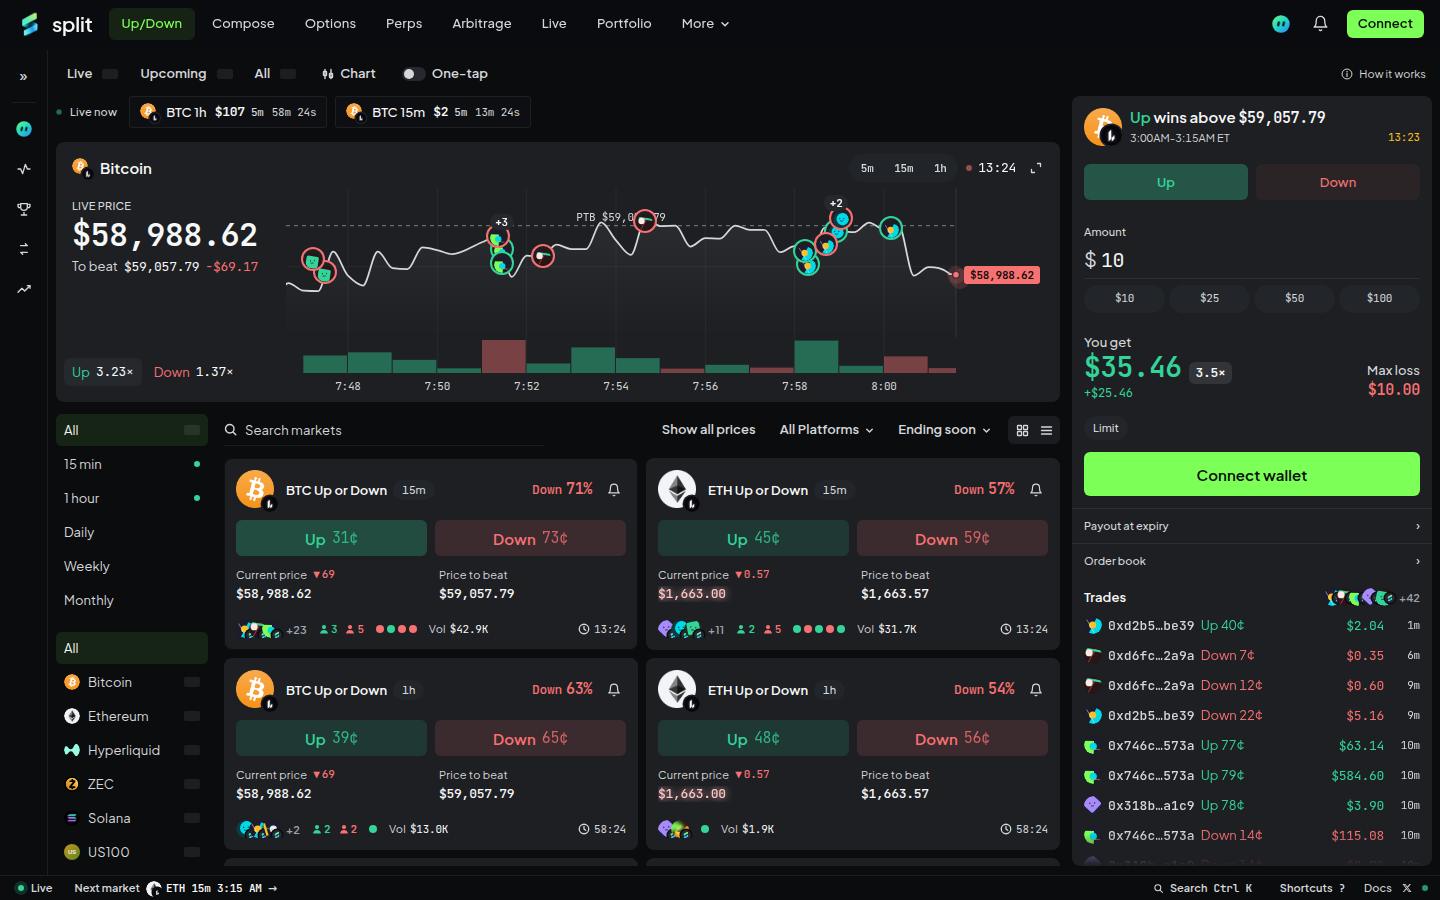 split Up/Down Compose Options Perps Arbitrage Live Portfolio More Connect
Live Upcoming All Chart One-tap How it works
Live now BTC 1h $107 5m 58m 24s BTC 15m $2 5m 13m 24s
Bitcoin 5m 15m 1h 13:24
LIVE PRICE
$58,988.62
To beat $59,057.79 -$69.17
+3 +2
$58,988.62
Up 3.23× Down 1.37×
7:48 7:50 7:52 7:54 7:56 7:58 8:00
Up wins above $59,057.79
3:00AM-3:15AM ET 13:23
Up Down
Amount
$ 10
$10 $25 $50 $100
You get
$35.46 3.5×
+$25.46
Max loss
$10.00
Limit
Connect wallet
Payout at expiry ›
Order book ›
Trades +42
0xd2b5…be39 Up 40¢ $2.04 1m
0xd6fc…2a9a Down 7¢ $0.35 6m
0xd6fc…2a9a Down 12¢ $0.60 9m
0xd2b5…be39 Down 22¢ $5.16 9m
0x746c…573a Up 77¢ $63.14 10m
0x746c…573a Up 79¢ $584.60 10m
0x318b…a1c9 Up 78¢ $3.90 10m
0x746c…573a Down 14¢ $115.08 10m
All
15 min
1 hour
Daily
Weekly
Monthly
All
Bitcoin
Ethereum
Hyperliquid
ZEC
Solana
US100
Search markets Show all prices All Platforms Ending soon
BTC Up or Down 15m Down 71%
Up 31¢ Down 73¢
Current price ▼69 Price to beat
$58,988.62 $59,057.79
+23 3 5 Vol $42.9K 13:24
ETH Up or Down 15m Down 57%
Up 45¢ Down 59¢
Current price ▼0.57 Price to beat
$1,663.00 $1,663.57
+11 2 5 Vol $31.7K 13:24
BTC Up or Down 1h Down 63%
Up 39¢ Down 65¢
Current price ▼69 Price to beat
$58,988.62 $59,057.79
+2 2 2 Vol $13.0K 58:24
ETH Up or Down 1h Down 54%
Up 48¢ Down 56¢
Current price ▼0.57 Price to beat
$1,663.00 $1,663.57
Vol $1.9K 58:24
Live Next market ETH 15m 3:15 AM → Search Ctrl K Shortcuts ? Docs